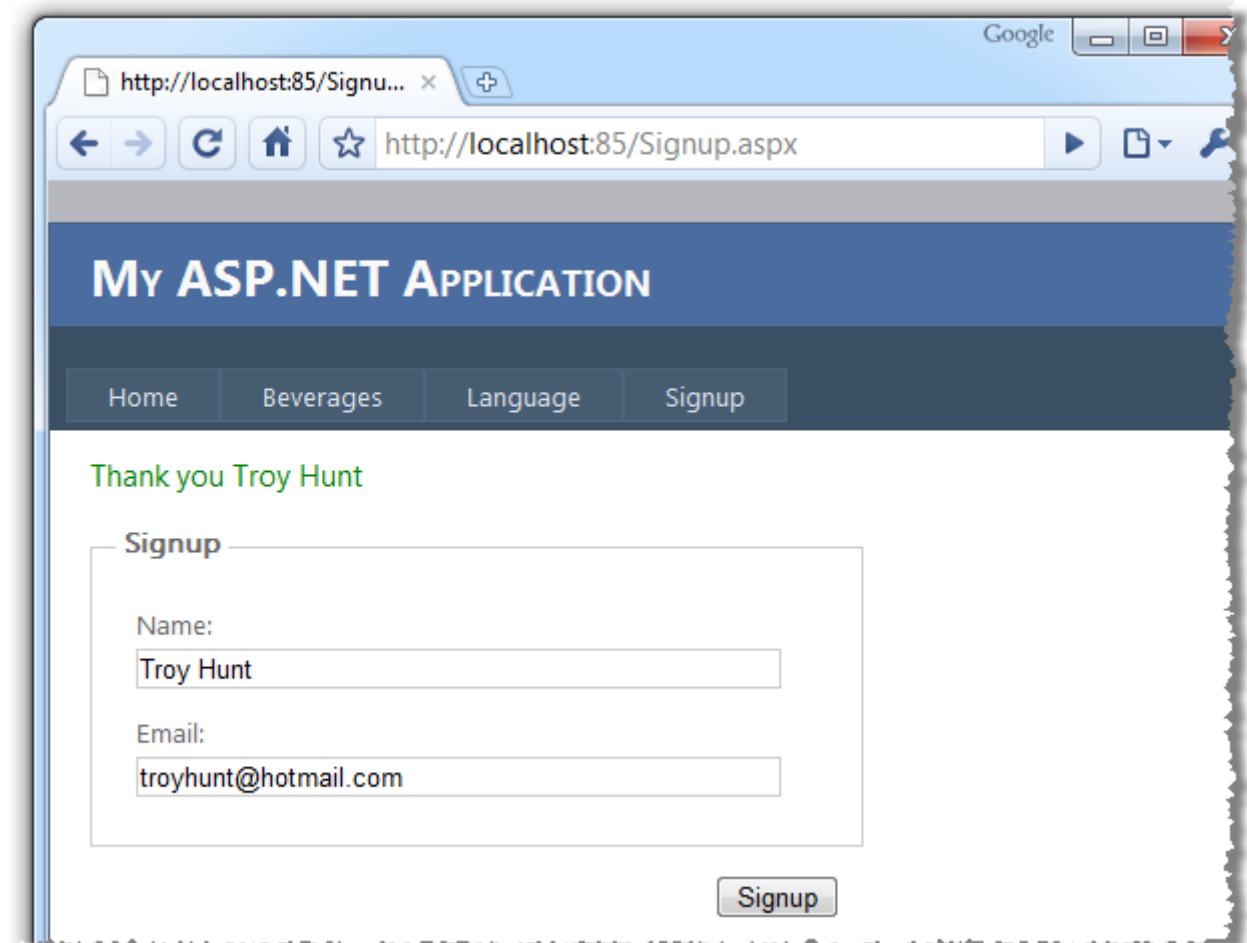 Google
http://localhost:85/Signu...
http://localhost:85/Signup.aspx
My ASP.NET Application
Home Beverages Language Signup
Thank you Troy Hunt
Signup
Name:
Troy Hunt
Email:
troyhunt@hotmail.com
Signup